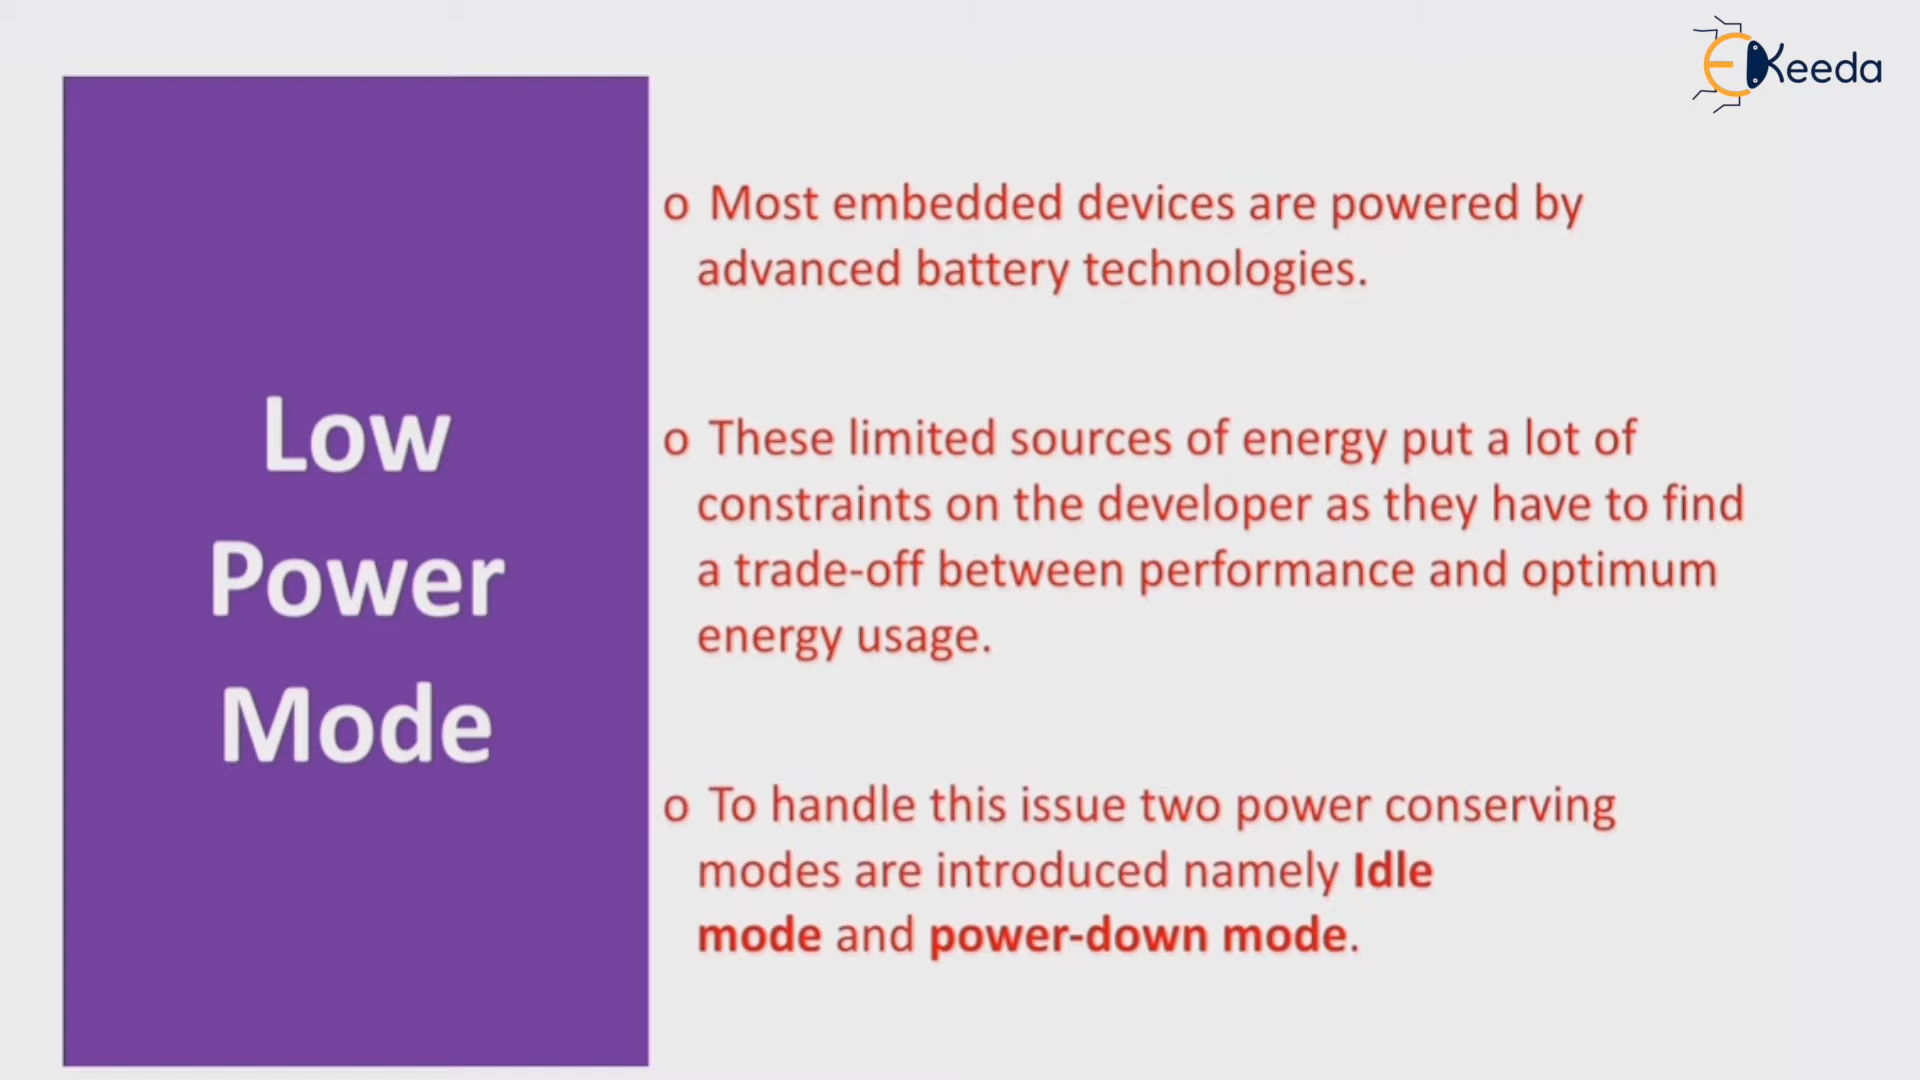 EKeeda
Low
Power
Mode
o Most embedded devices are powered by
advanced battery technologies.
o These limited sources of energy put a lot of
constraints on the developer as they have to find
a trade-off between performance and optimum
energy usage.
o To handle this issue two power conserving
modes are introduced namely Idle
mode and power-down mode.